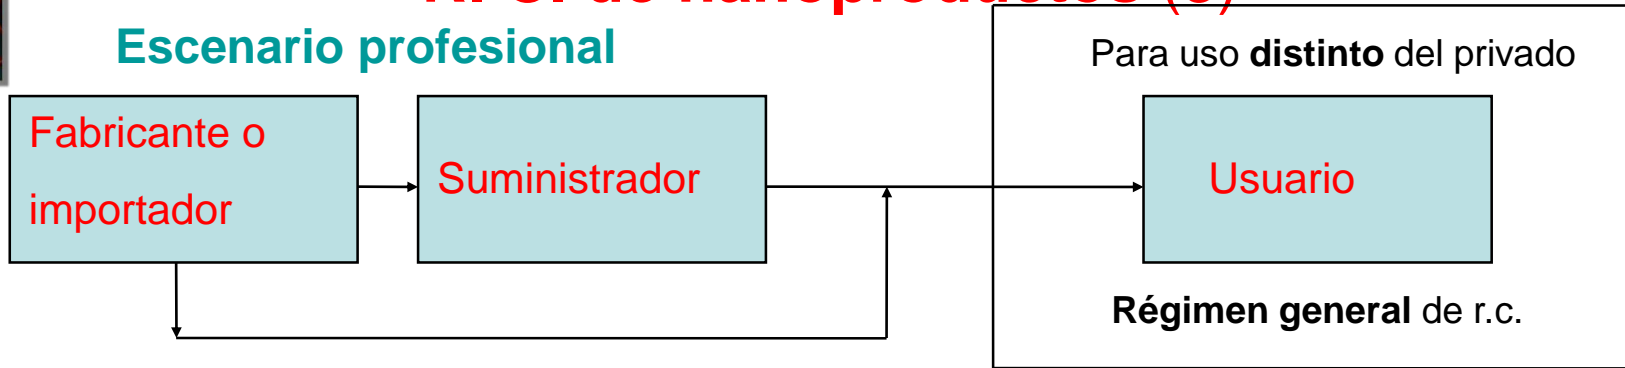 Escenario profesional
Para uso distinto del privado
Fabricante o
importador
Suministrador
Usuario
Régimen general de r.c.